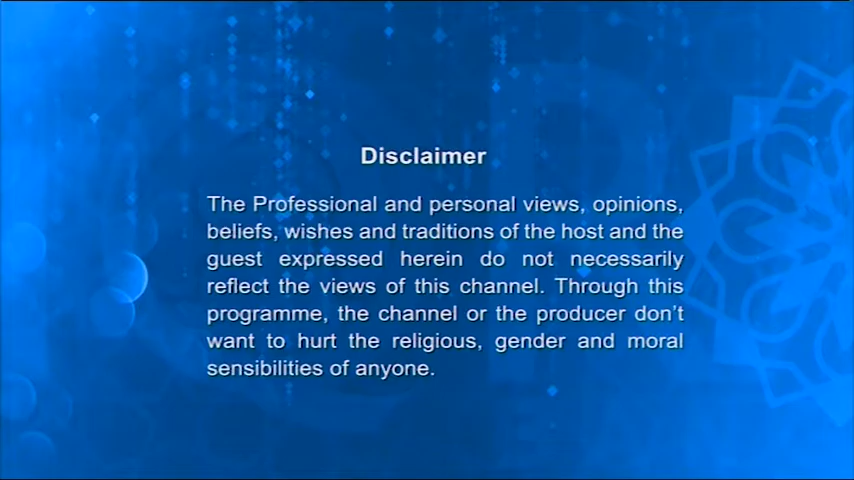 Disclaimer
The Professional and personal views, opinions,
beliefs, wishes and traditions of the host and the
guest expressed herein do not necessarily
reflect the views of this channel. Through this
programme, the channel or the producer don't
want to hurt the religious, gender and moral
sensibilities of anyone.